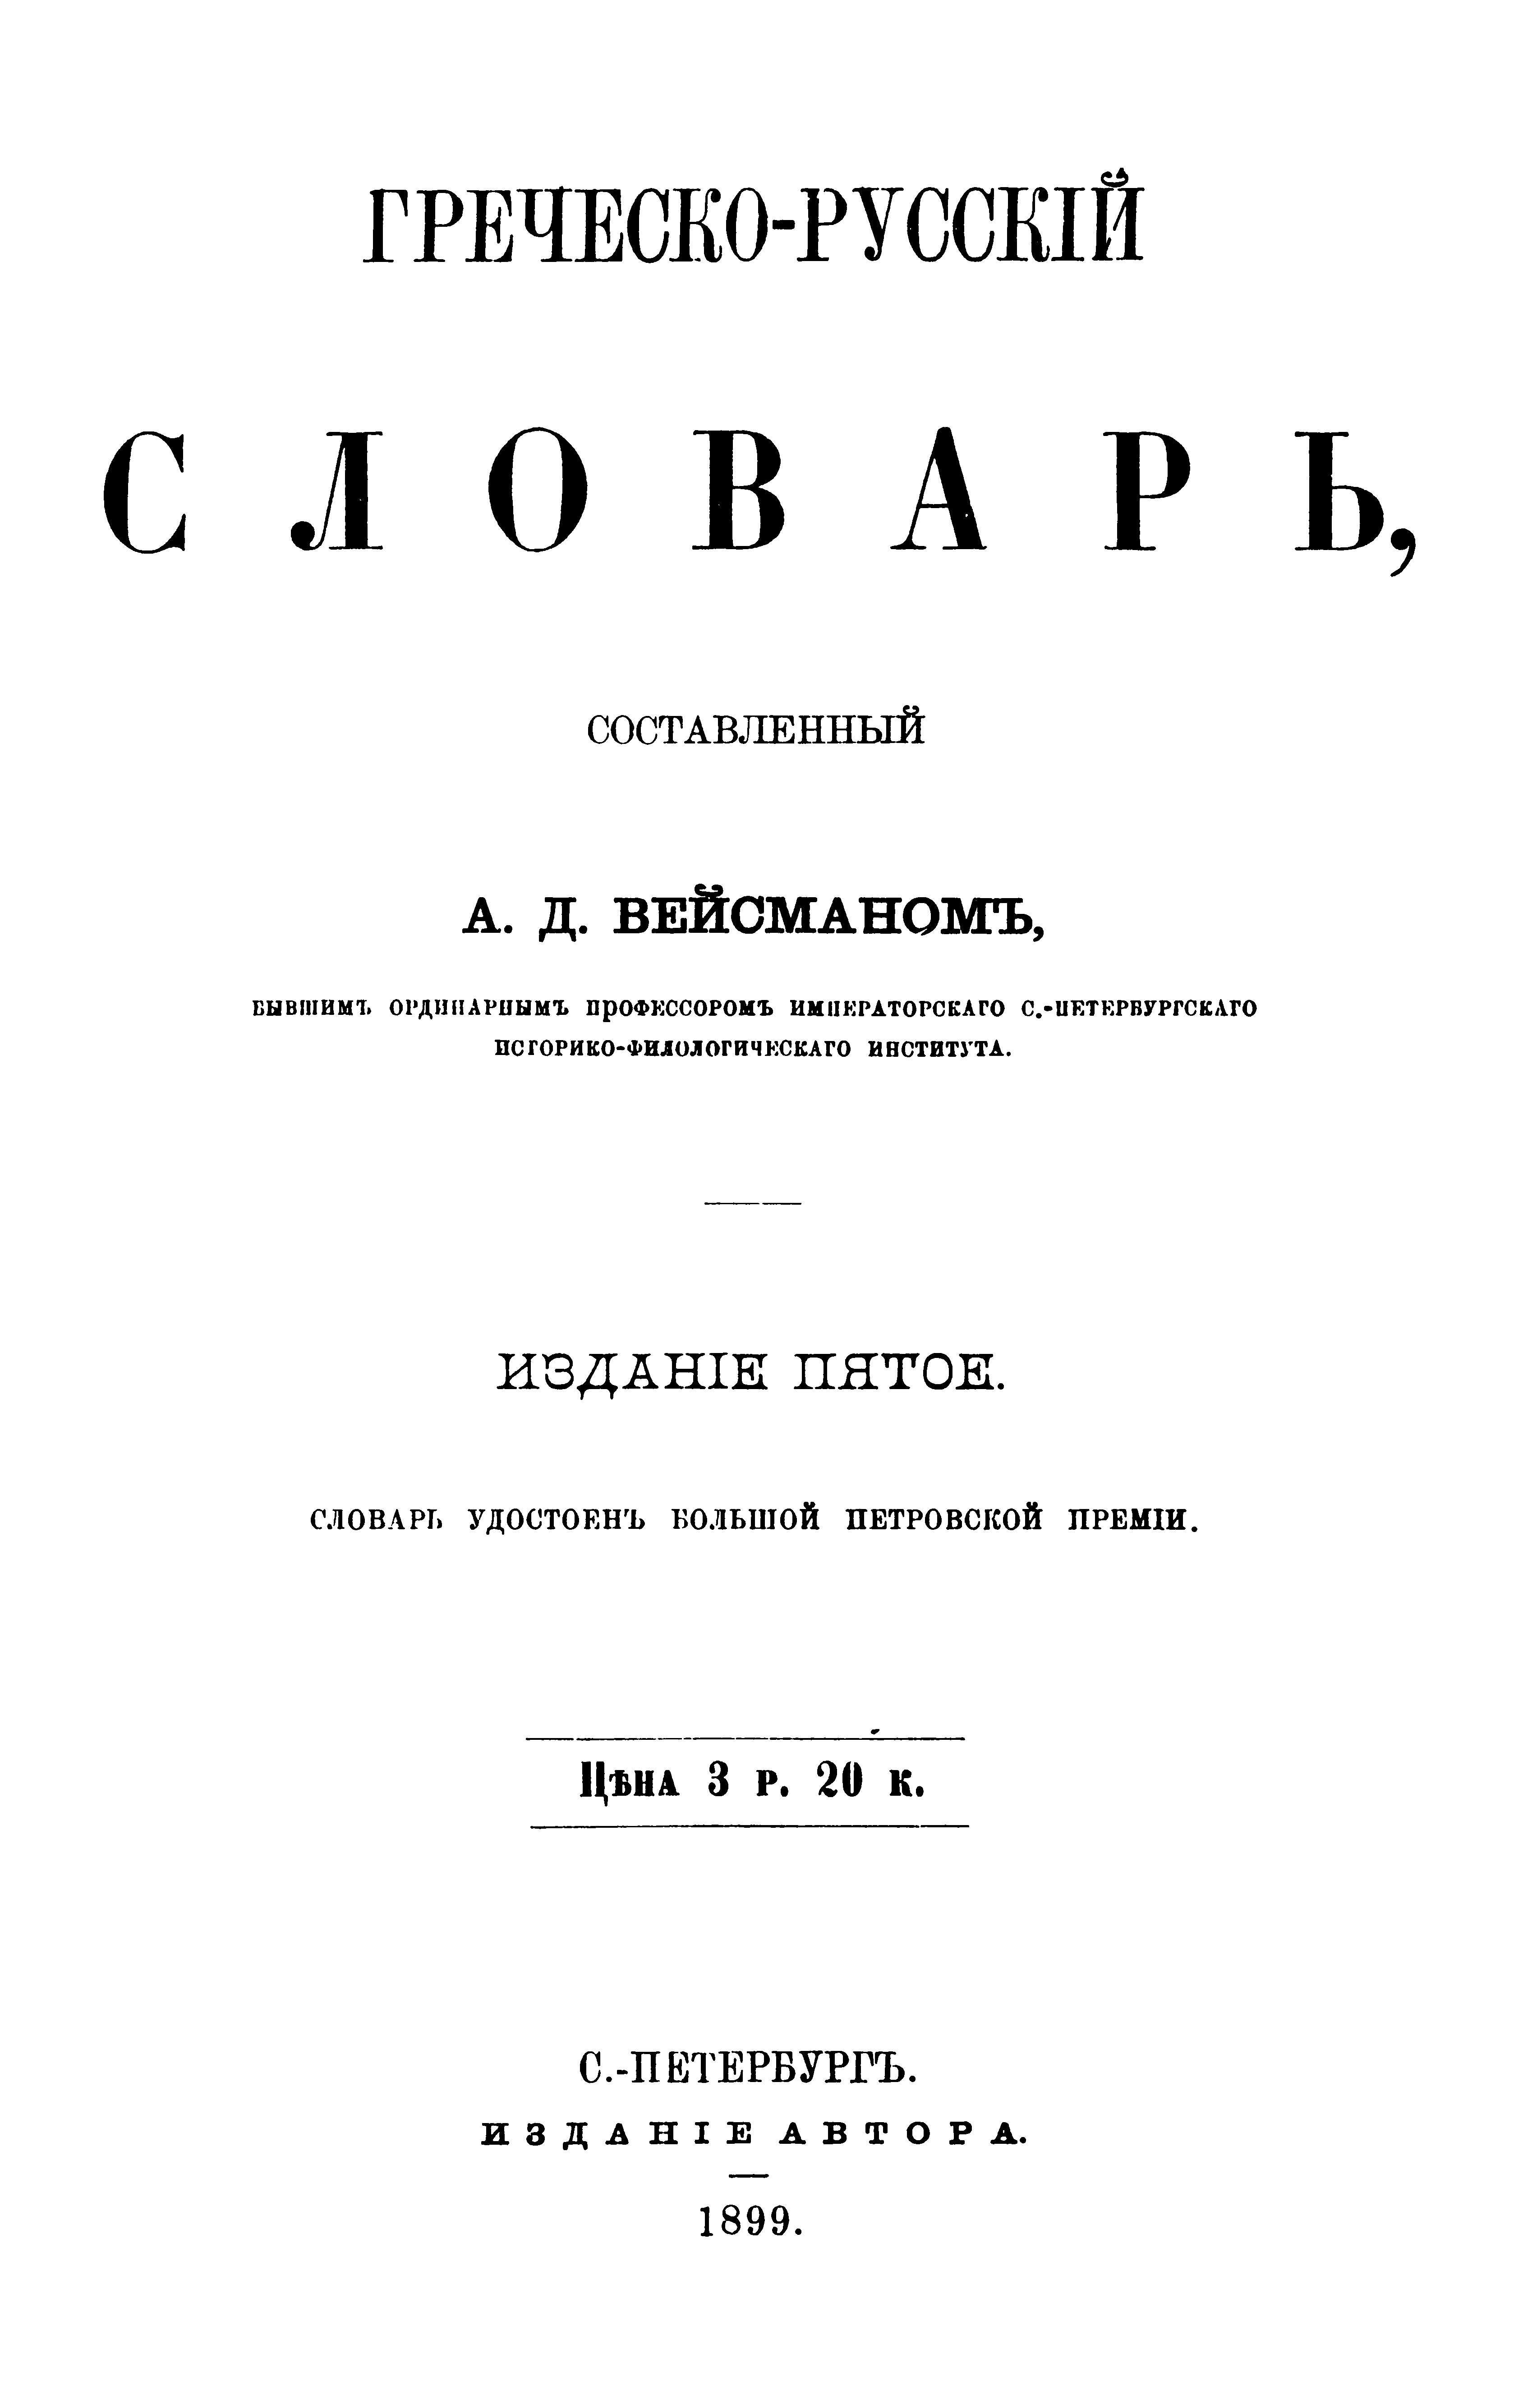 ГРЕЧЕСКО-РУССКІЙ
СЛОВАРЬ,
СОСТАВЛЕННЫЙ
А. Д. ВЕЙСМАНОМЪ,
БЫВШИМЪ ОРДИНАРНЫМЪ ПРОФЕССОРОМЪ ИМПЕРАТОРСКАГО С.-ПЕТЕРБУРГСКАГО
ИСТОРИКО-ФИЛОЛОГИЧЕСКАГО ИНСТИТУТА.
ИЗДАНІЕ ПЯТОЕ.
СЛОВАРЬ УДОСТОЕНЪ БОЛЬШОЙ ПЕТРОВСКОЙ ПРЕМІИ.
Цѣна 3 р. 20 к.
С.-ПЕТЕРБУРГЪ.
ИЗДАНІЕ АВТОРА.
1899.